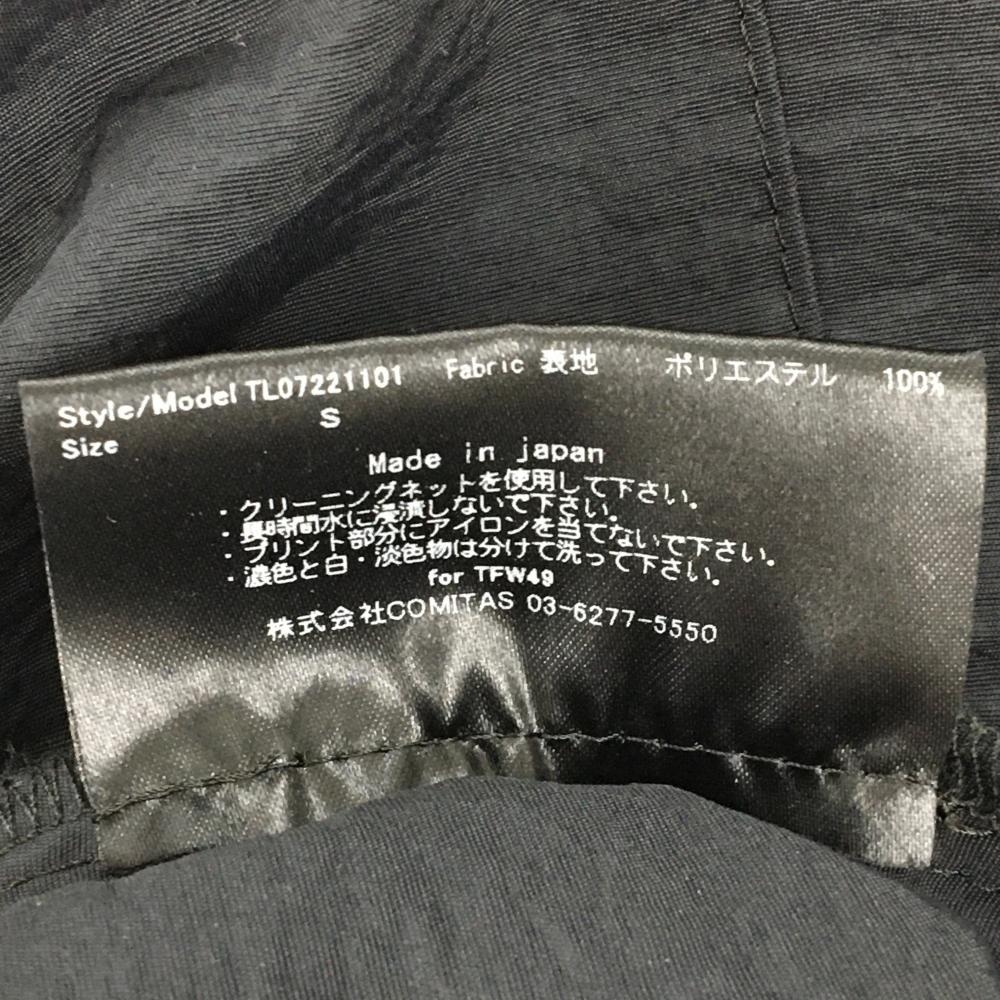 Style/Model TL07221101 Fabric 表地 ポリエステル 100%
Size S
Made in japan
・クリーニングネットを使用して下さい。
・長時間水に浸漬しないで下さい。
・プリント部分にアイロンを当てないで下さい。
・濃色と白・淡色物は分けて洗って下さい。
for TFW49
株式会社COMITAS 03-6277-5550